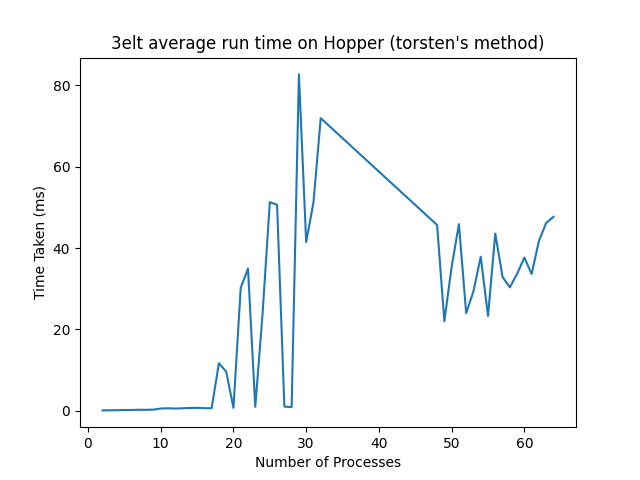 3elt average run time on Hopper (torsten's method)
80
60
40
20
0
Time Taken (ms)
0 10 20 30 40 50 60
Number of Processes